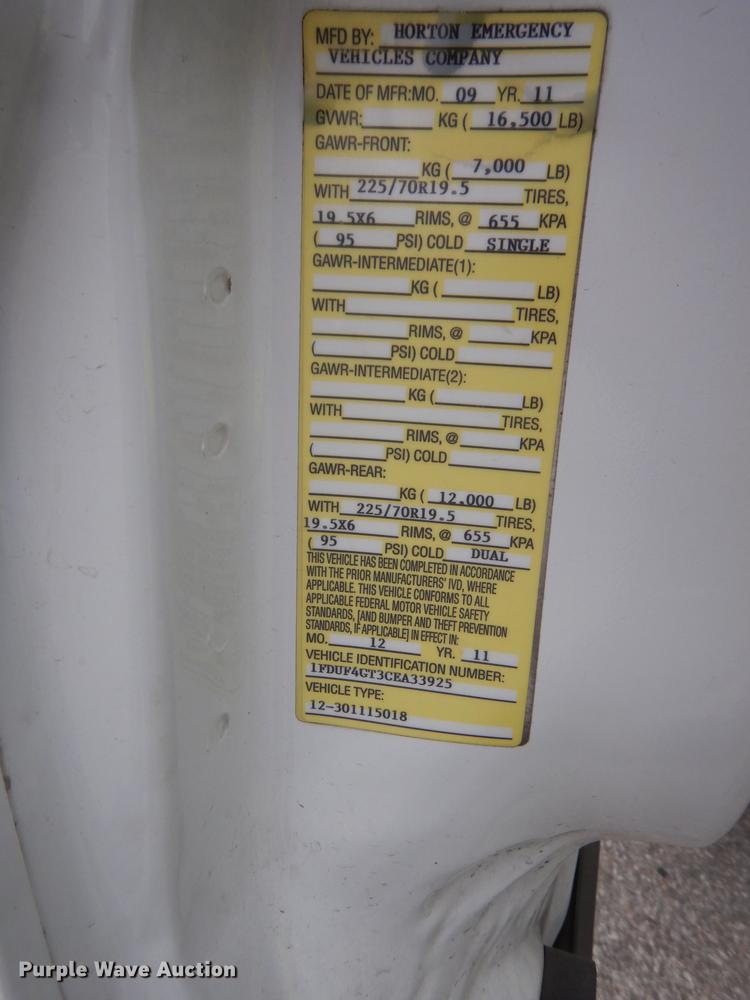 MFD BY: HORTON EMERGENCY
VEHICLES COMPANY
DATE OF MFR:MO. 09 YR. 11
GVWR: KG ( 16,500 LB)
GAWR-FRONT:
KG ( 7,000 LB)
WITH 225/70R19.5 TIRES,
19.5X6 RIMS, @ 655 KPA
( 95 PSI) COLD SINGLE
GAWR-INTERMEDIATE(1):
KG ( LB)
WITH TIRES,
RIMS, @ KPA
( PSI) COLD
GAWR-INTERMEDIATE(2):
KG ( LB)
WITH TIRES,
RIMS, @ KPA
( PSI) COLD
GAWR-REAR:
KG ( 12,000 LB)
WITH 225/70R19.5 TIRES,
19.5X6 RIMS, @ 655 KPA
( 95 PSI) COLD DUAL
THIS VEHICLE HAS BEEN COMPLETED IN ACCORDANCE
WITH THE PRIOR MANUFACTURERS' IVD, WHERE
APPLICABLE. THIS VEHICLE CONFORMS TO ALL
APPLICABLE FEDERAL MOTOR VEHICLE SAFETY
STANDARDS, [AND BUMPER AND THEFT PREVENTION
STANDARDS, IF APPLICABLE] IN EFFECT IN:
MO. 12 YR. 11
VEHICLE IDENTIFICATION NUMBER:
1FDUF4GT3CEA33925
VEHICLE TYPE:
12-301115018
Purple Wave Auction